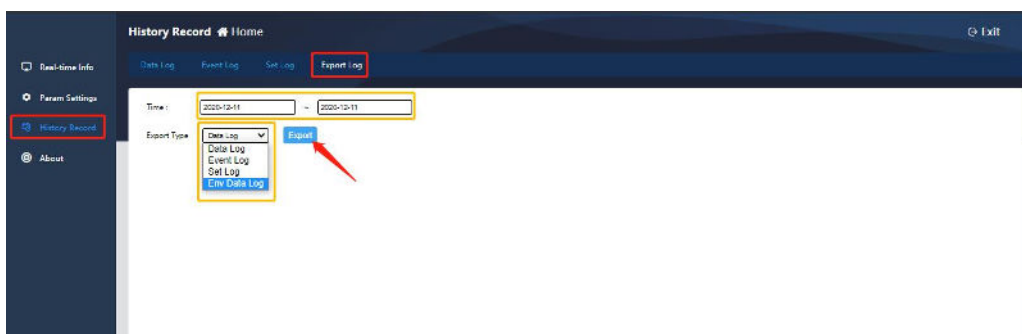 History Record Home
Exit
Real-time Info
Param Settings
History Record
About
Data Log Event Log Set Log Export Log
Time : 2020-12-11 ~ 2020-12-11
Export Type Data Log Export
Data Log
Event Log
Set Log
Env Data Log